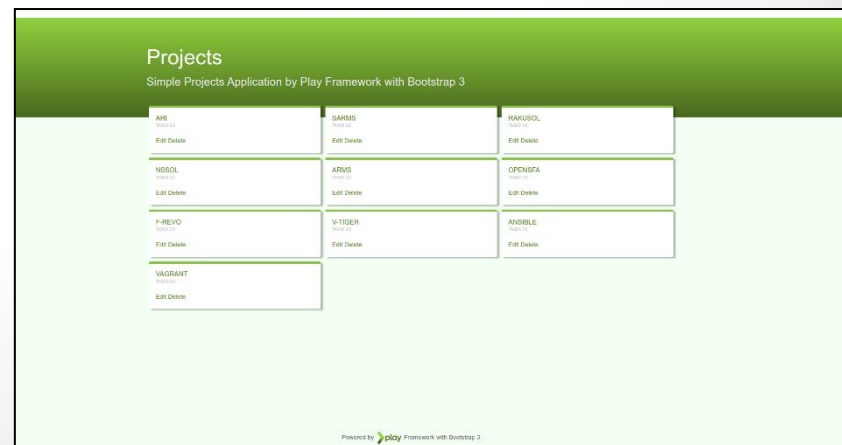 Projects
Simple Projects Application by Play Framework with Bootstrap 3
ARI
Edit Delete
SARMS
Edit Delete
RAKUSOL
Edit Delete
NSSOL
Edit Delete
ARMS
Edit Delete
OPENSFA
Edit Delete
F-REVO
Edit Delete
V-TIGER
Edit Delete
ANSIBLE
Edit Delete
VAGRANT
Edit Delete
Powered by play Framework with Bootstrap 3